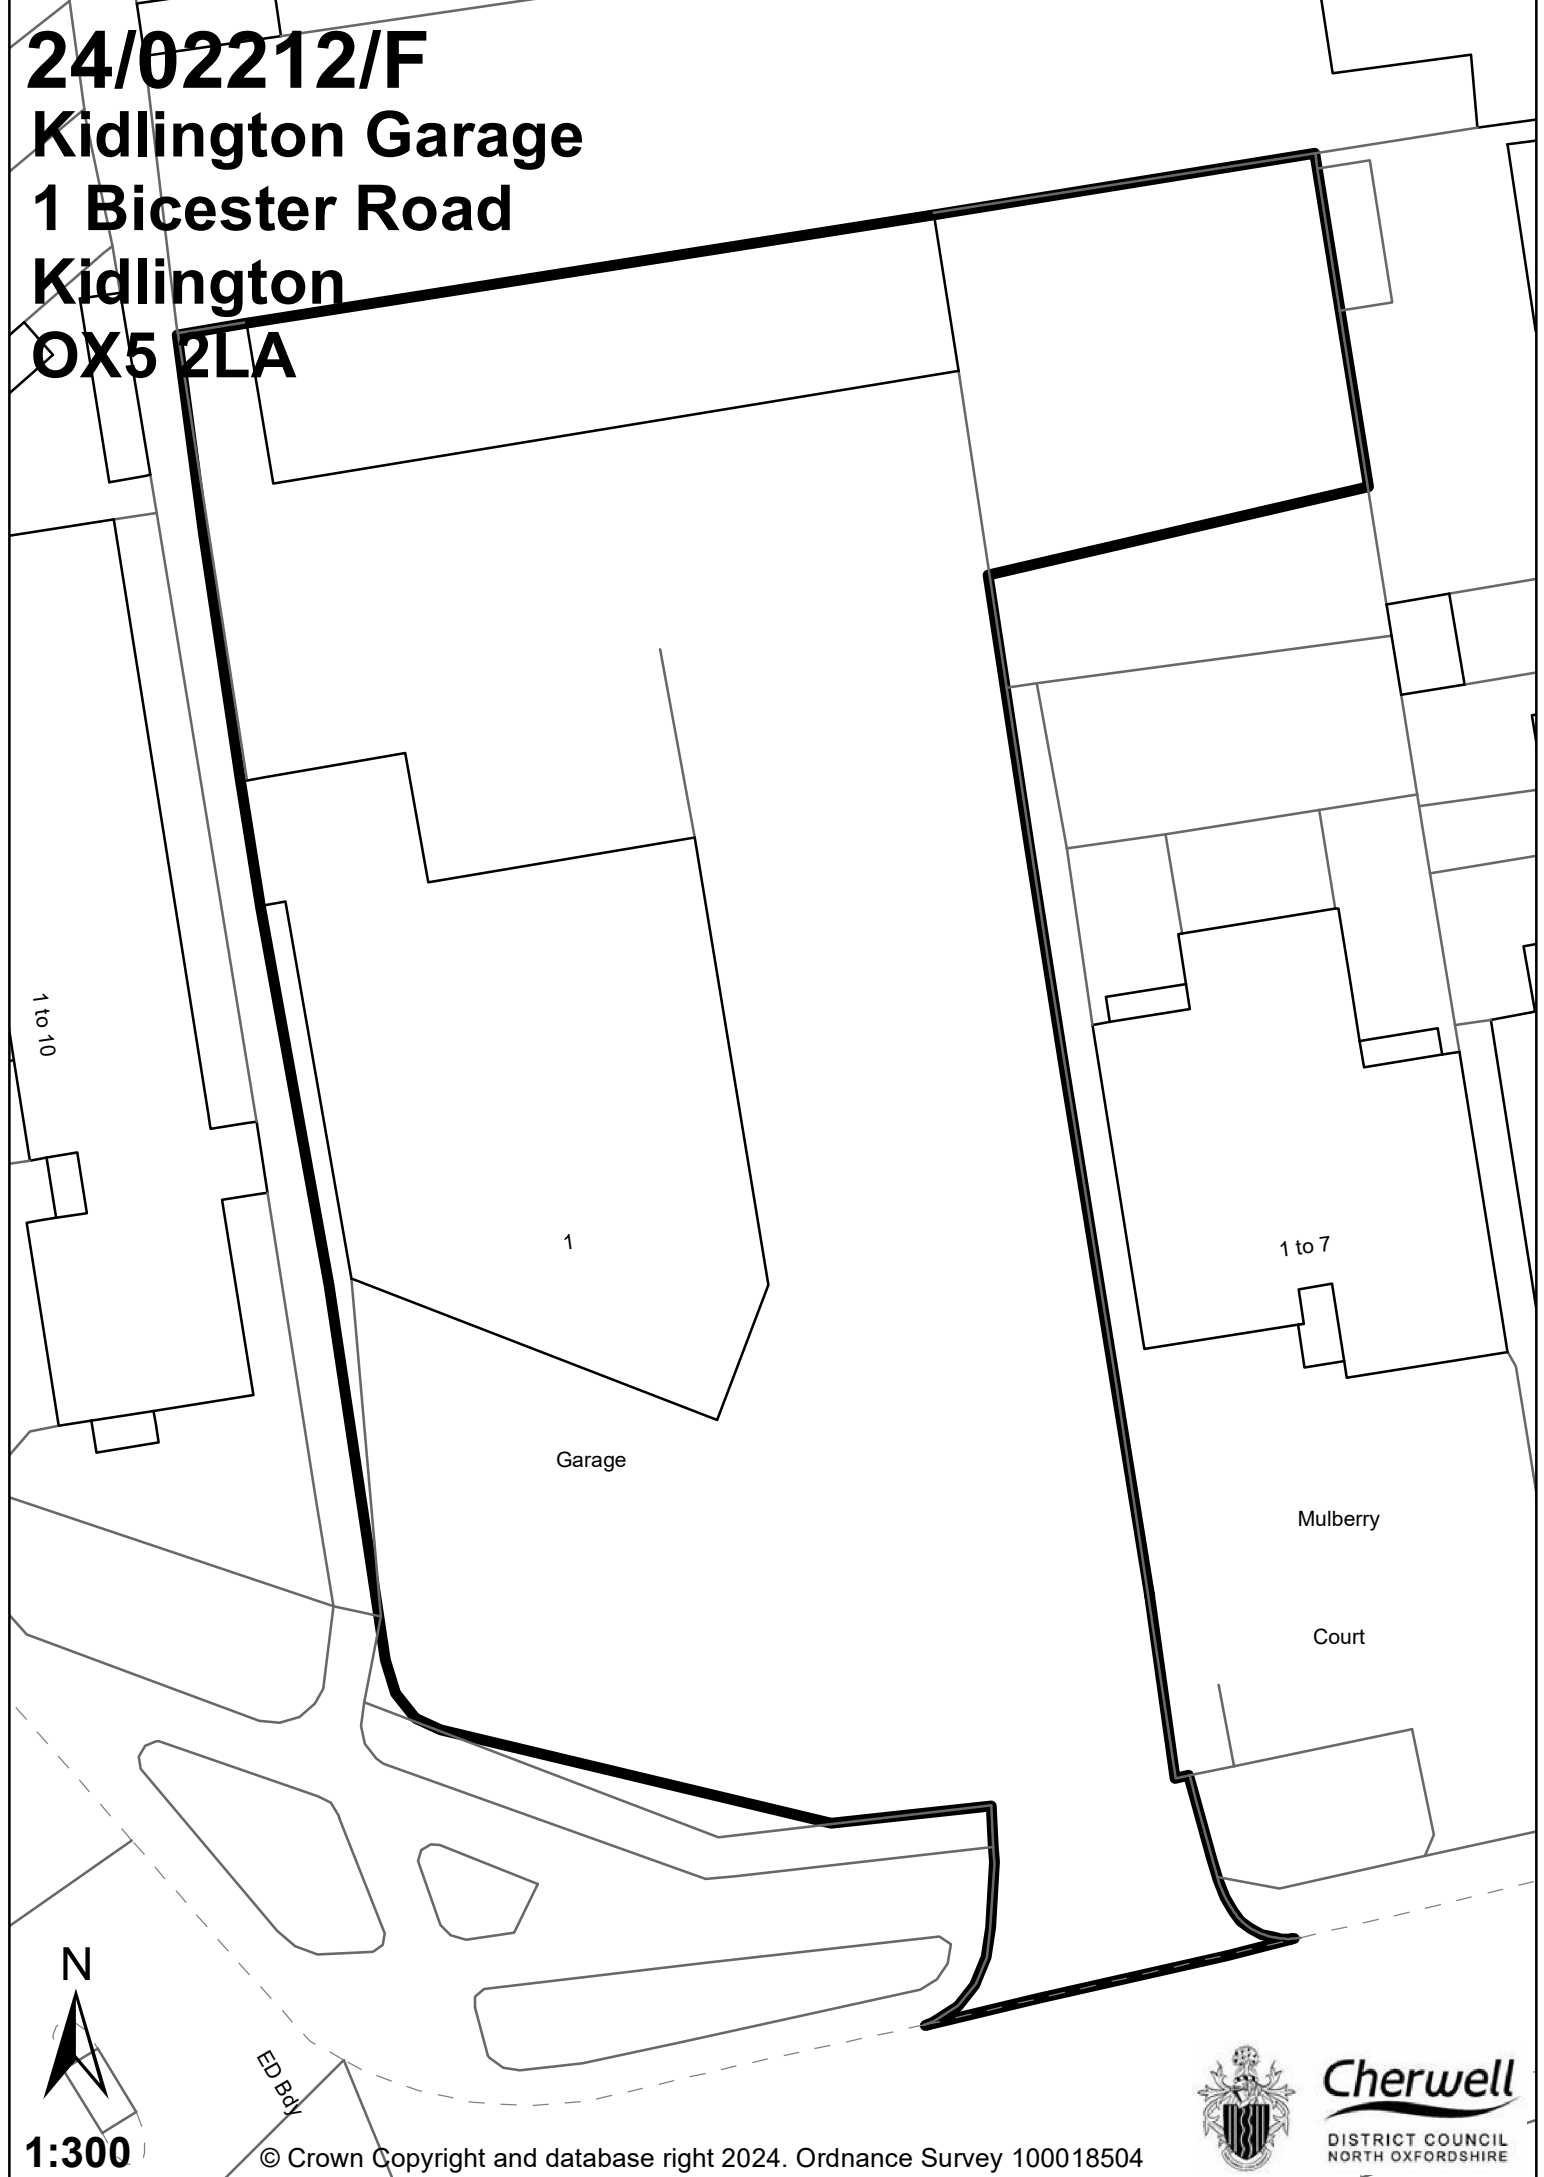 24/02212/F
Kidlington Garage
1 Bicester Road
Kidlington
OX5 2LA
1 to 10
1
1 to 7
Garage
Mulberry
Court
N
ED Bdy
1:300
© Crown Copyright and database right 2024. Ordnance Survey 100018504
Cherwell
DISTRICT COUNCIL
NORTH OXFORDSHIRE